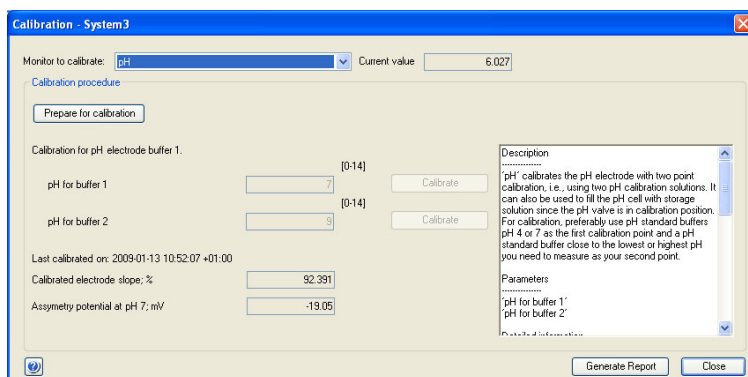 Calibration - System3
Monitor to calibrate: pH Current value 6.027
Calibration procedure
Prepare for calibration
Calibration for pH electrode buffer 1.
[0-14]
pH for buffer 1 7 Calibrate
[0-14]
pH for buffer 2 9 Calibrate
Last calibrated on: 2009-01-13 10:52:07 +01:00
Calibrated electrode slope; % 92.391
Assymetry potential at pH 7; mV -19.05
Description
---------------
'pH' calibrates the pH electrode with two point
calibration, i.e., using two pH calibration solutions. It
can also be used to fill the pH cell with storage
solution since the pH valve is in calibration position.
For calibration, preferably use pH standard buffers
pH 4 or 7 as the first calibration point and a pH
standard buffer close to the lowest or highest pH
you need to measure as your second point.
Parameters
---------------
'pH for buffer 1'
'pH for buffer 2'
Detailed information
Generate Report Close